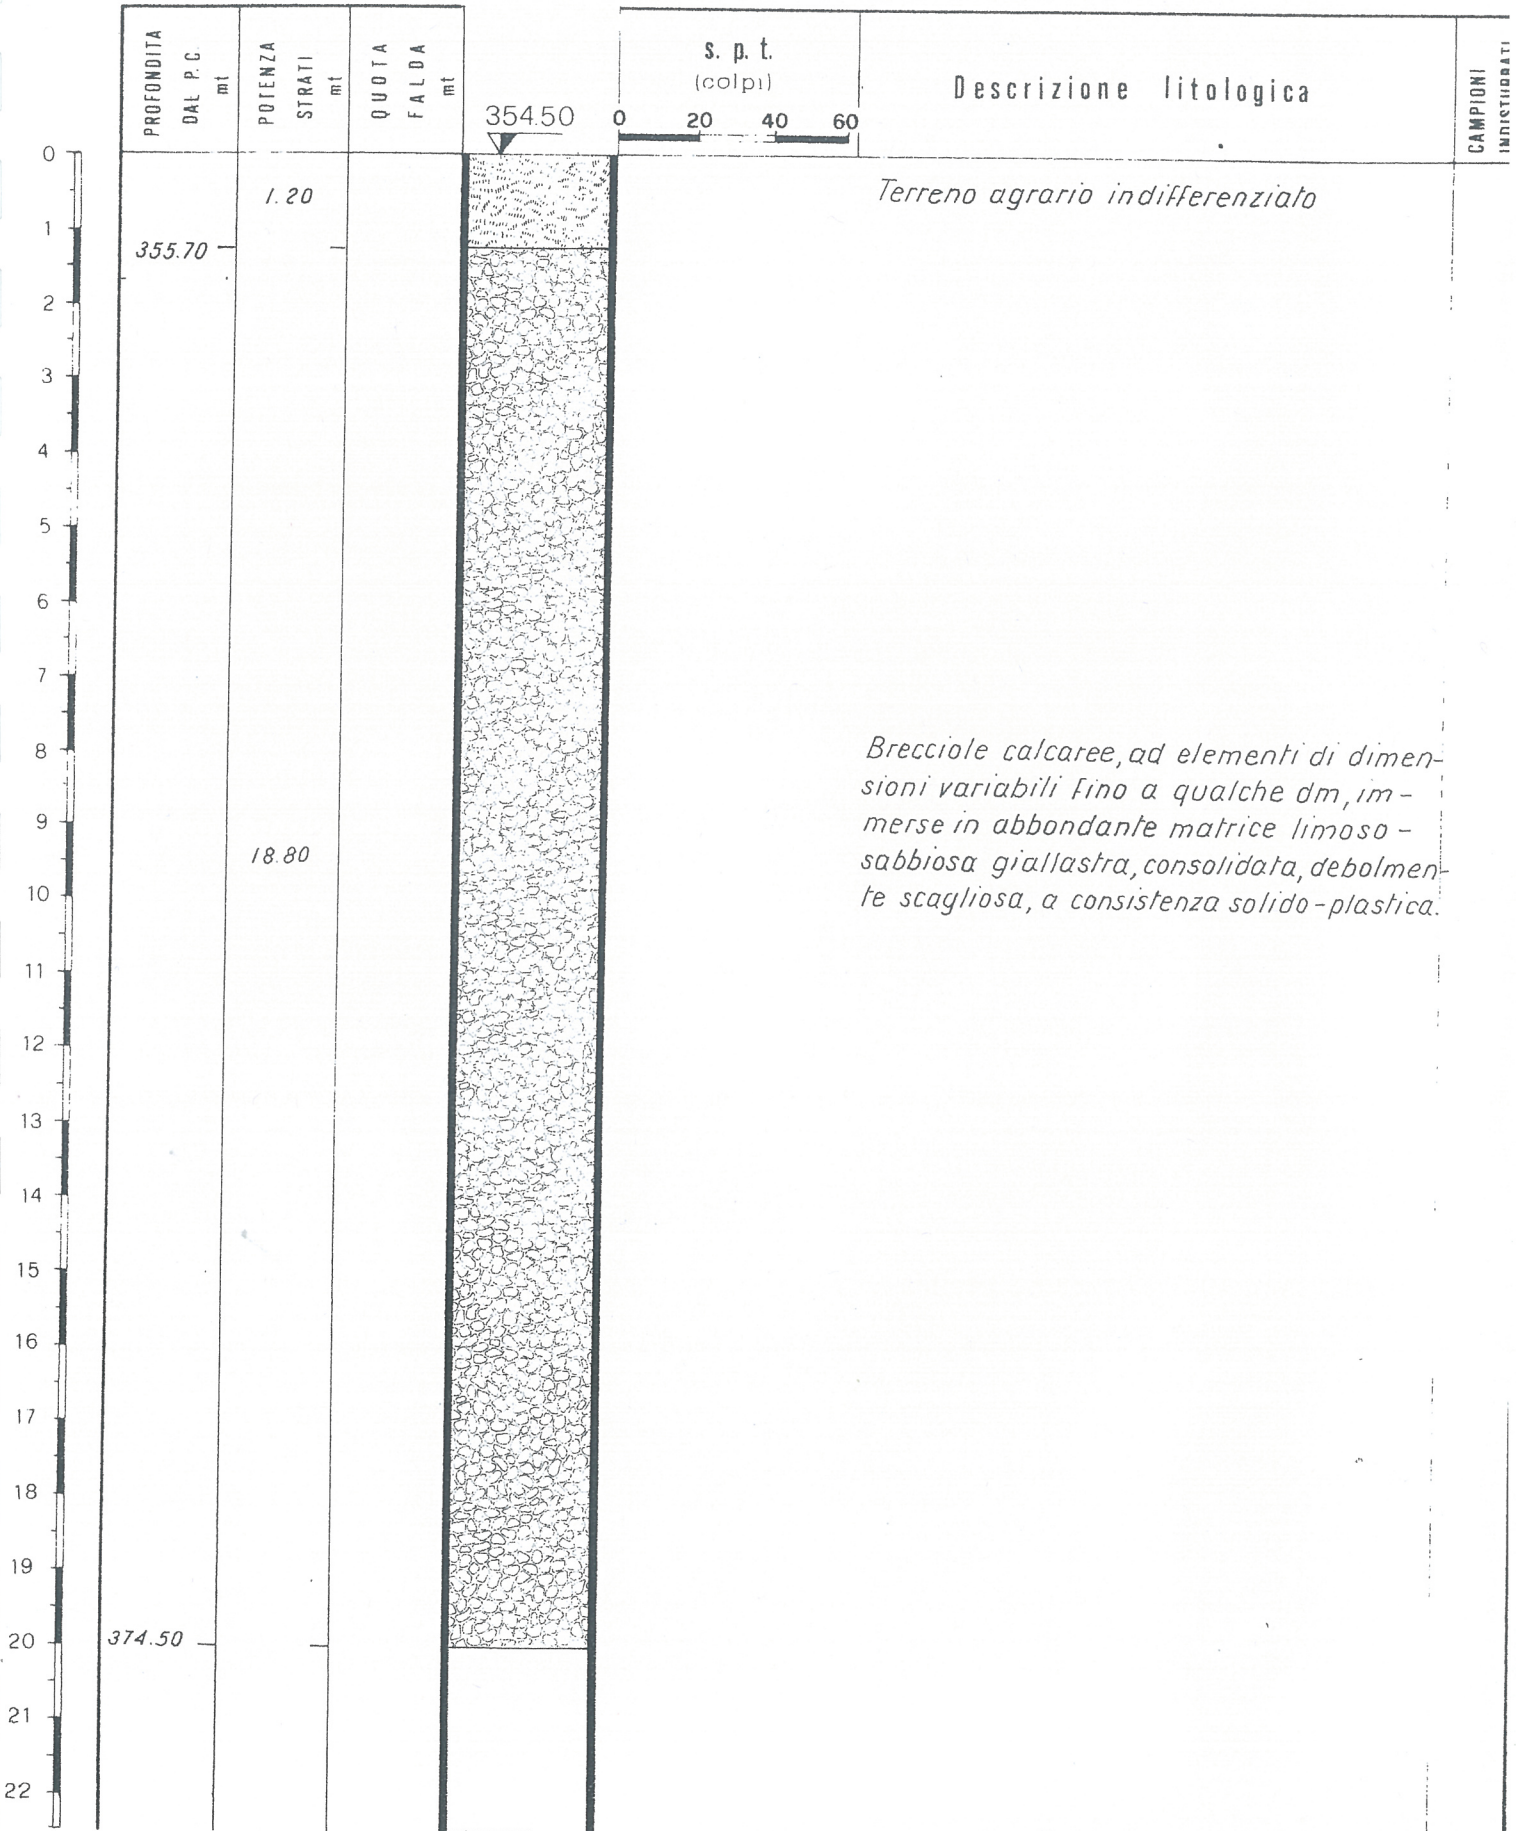 PROFONDITA
DAL P.C.
mt
POTENZA
STRATI
mt
QUOTA
FALDA
mt
354.50
s. p. t.
(colpi)
0 20 40 60
Descrizione litologica
CAMPIONI
INDISTURBATI
0
1.20
Terreno agrario indifferenziato
1
355.70
2
3
4
5
6
7
8
9
10
11
12
13
14
15
16
17
18
19
20
21
22
18.80
Brecciole calcaree, ad elementi di dimen-
sioni variabili fino a qualche dm, im-
merse in abbondante matrice limoso-
sabbiosa giallastra, consolidata, debolmen-
te scagliosa, a consistenza solido-plastica.
374.50